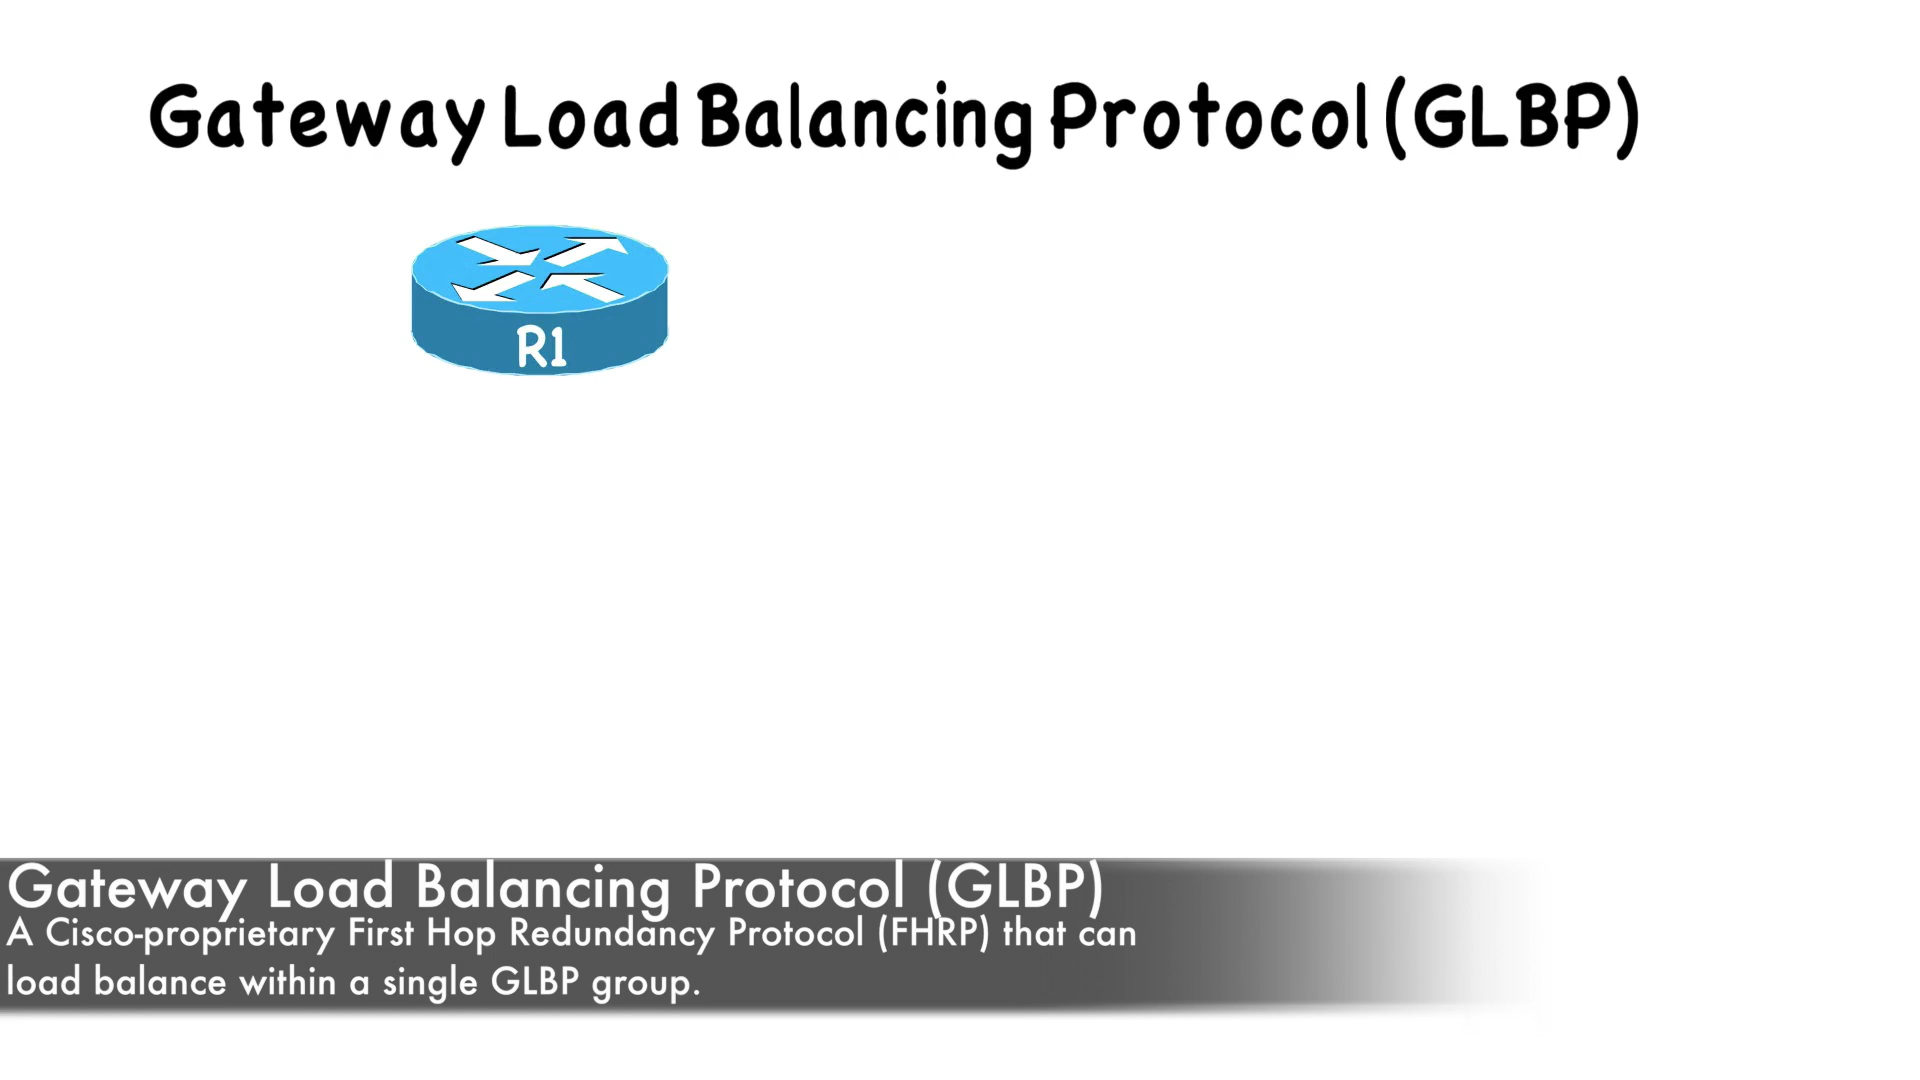 Gateway Load Balancing Protocol (GLBP)
R1
Gateway Load Balancing Protocol (GLBP)
A Cisco-proprietary First Hop Redundancy Protocol (FHRP) that can
load balance within a single GLBP group.